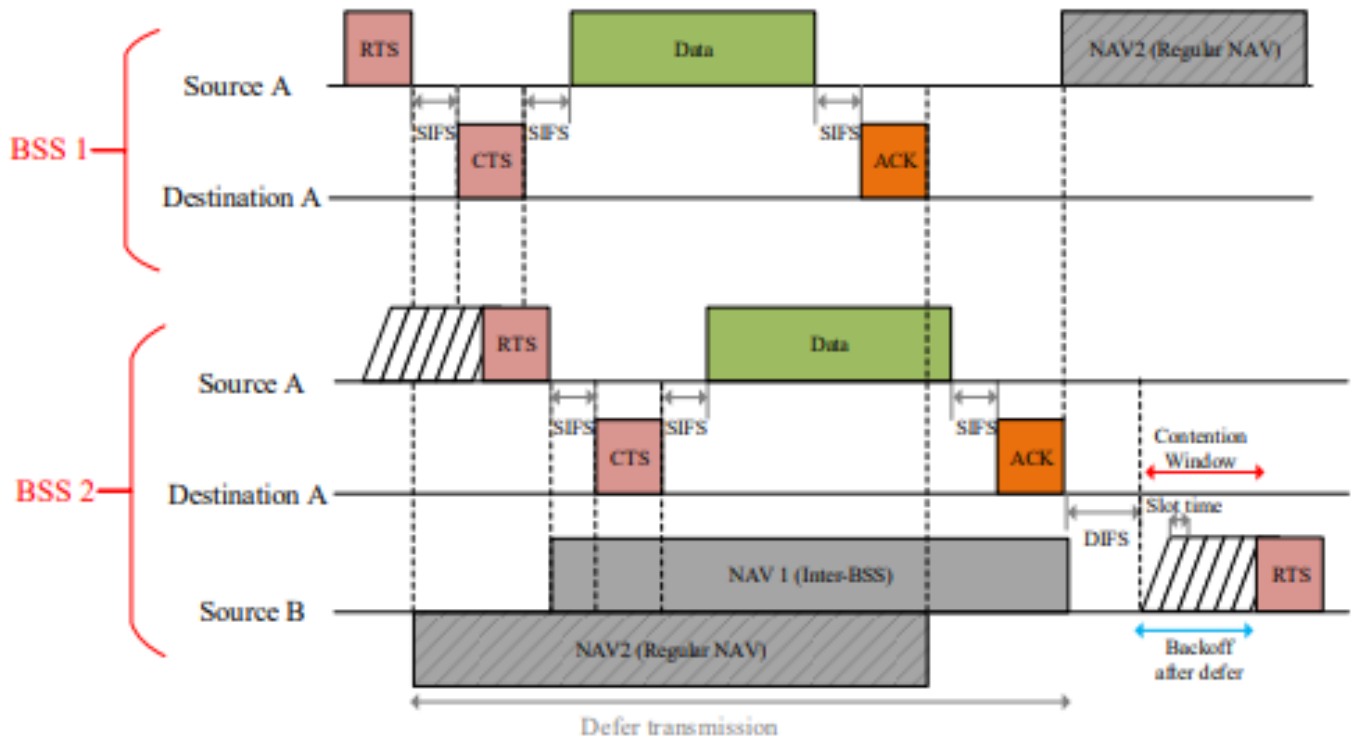 RTS
Data
NAV2 (Regular NAV)
Source A
SIFS
SIFS
SIFS
BSS 1
CTS
ACK
Destination A
RTS
Data
Source A
SIFS
SIFS
SIFS
Contention
Window
CTS
ACK
BSS 2
Destination A
Slot time
DIFS
NAV 1 (Inter-BSS)
RTS
Source B
NAV2 (Regular NAV)
Backoff
after defer
Defer transmission